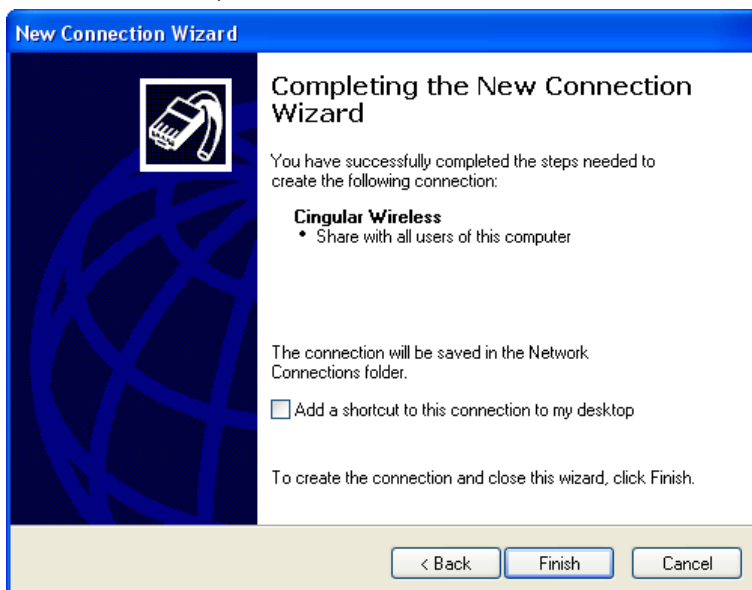 New Connection Wizard
Completing the New Connection
Wizard
You have successfully completed the steps needed to
create the following connection:
Cingular Wireless
• Share with all users of this computer
The connection will be saved in the Network
Connections folder.
Add a shortcut to this connection to my desktop
To create the connection and close this wizard, click Finish.
< Back Finish Cancel